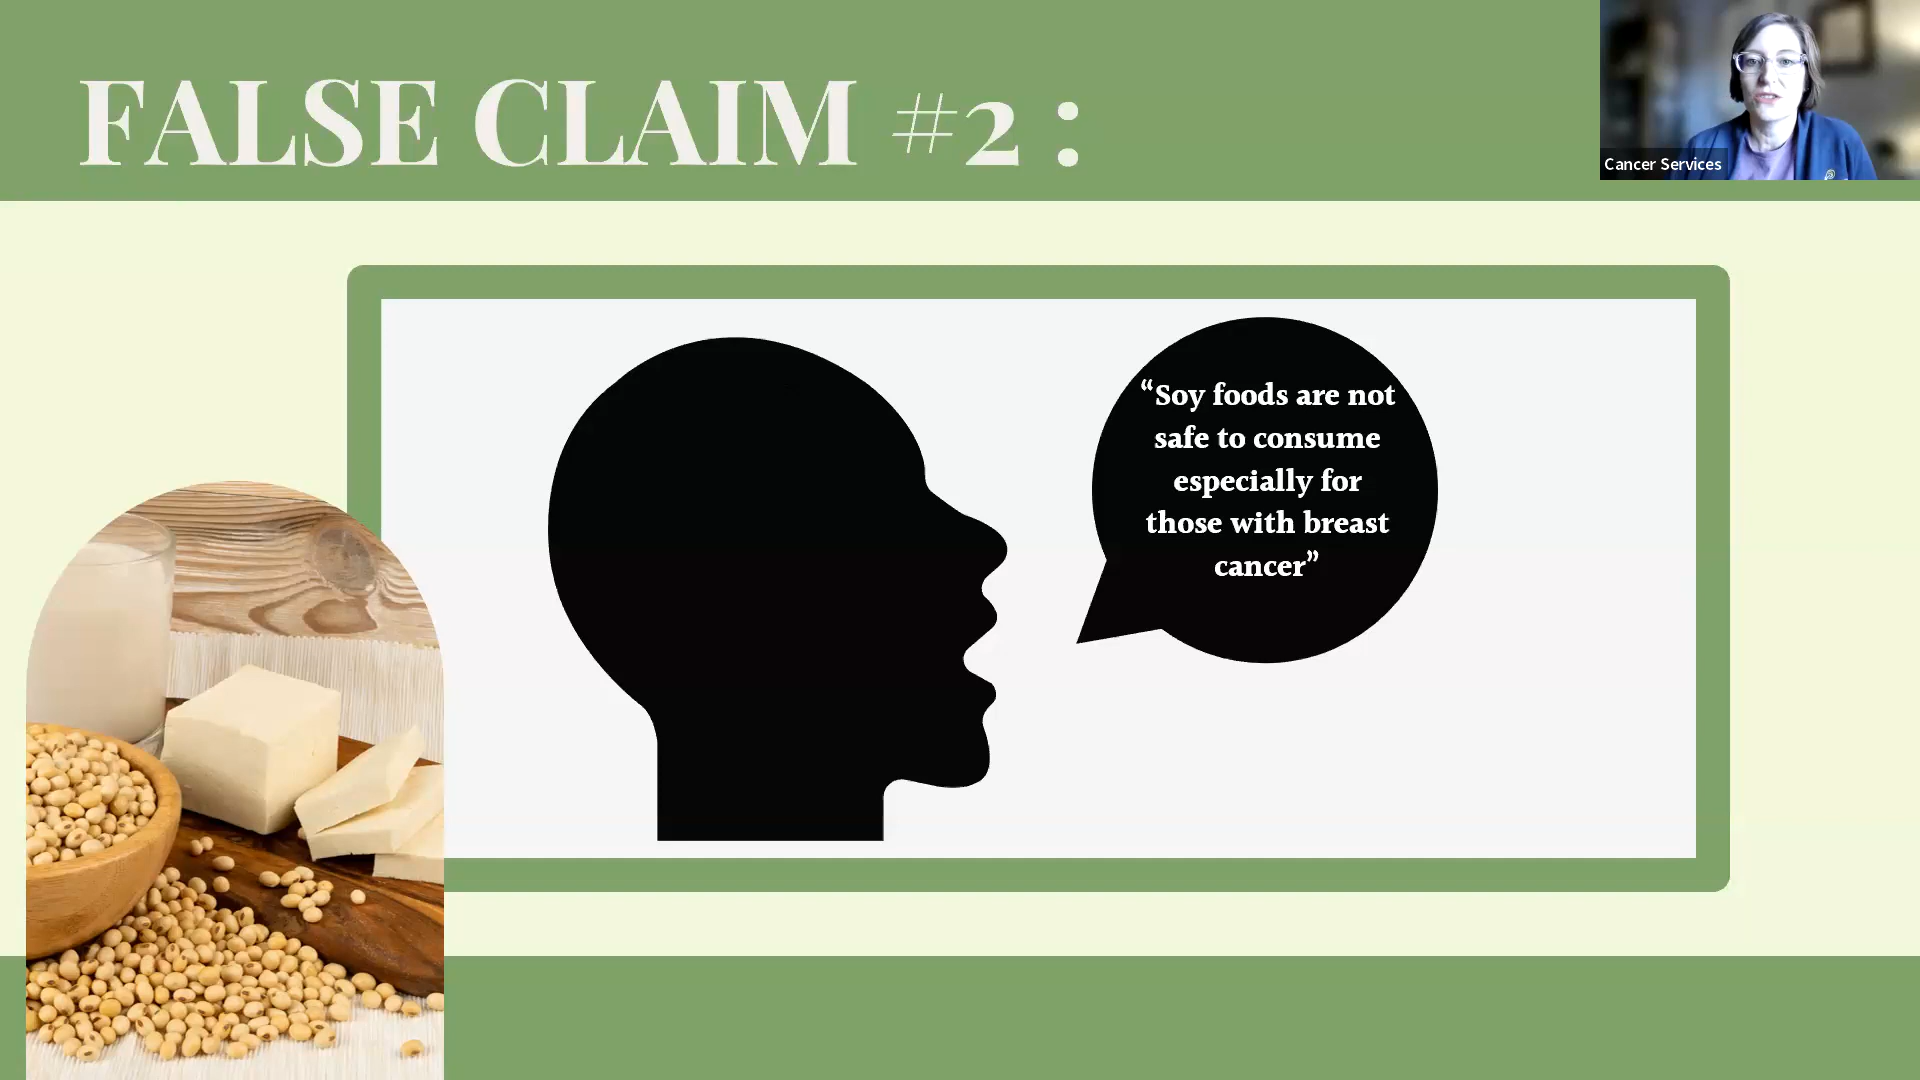 FALSE CLAIM #2 :
Cancer Services
“Soy foods are not
safe to consume
especially for
those with breast
cancer”